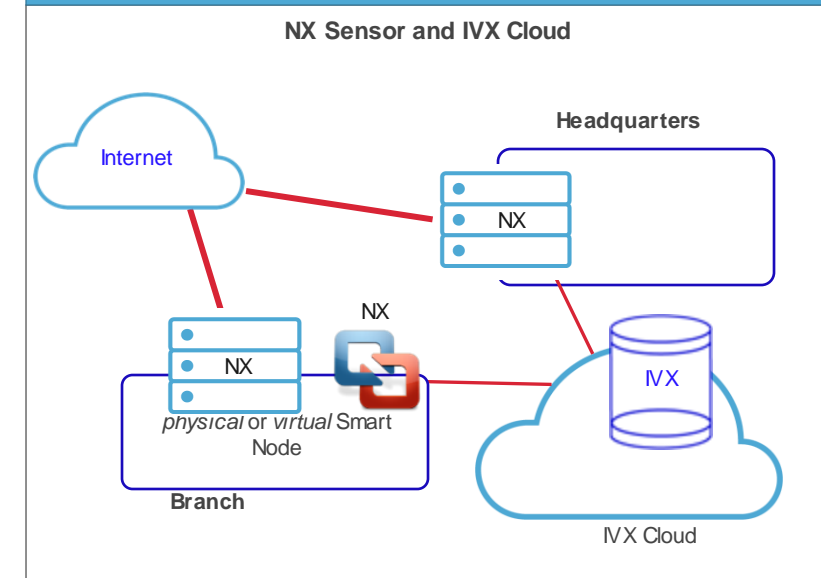 NX Sensor and IVX Cloud
Headquarters
Internet
NX
NX
NX
IVX
physical or virtual Smart
Node
Branch
IVX Cloud